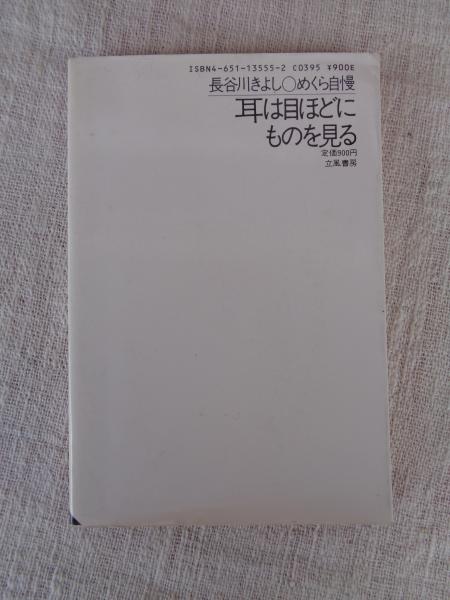 ISBN4-651-13555-2 C0395 ¥900E
長谷川きよし○めくら自慢
耳は目ほどに
ものを見る
定価900円
立風書房